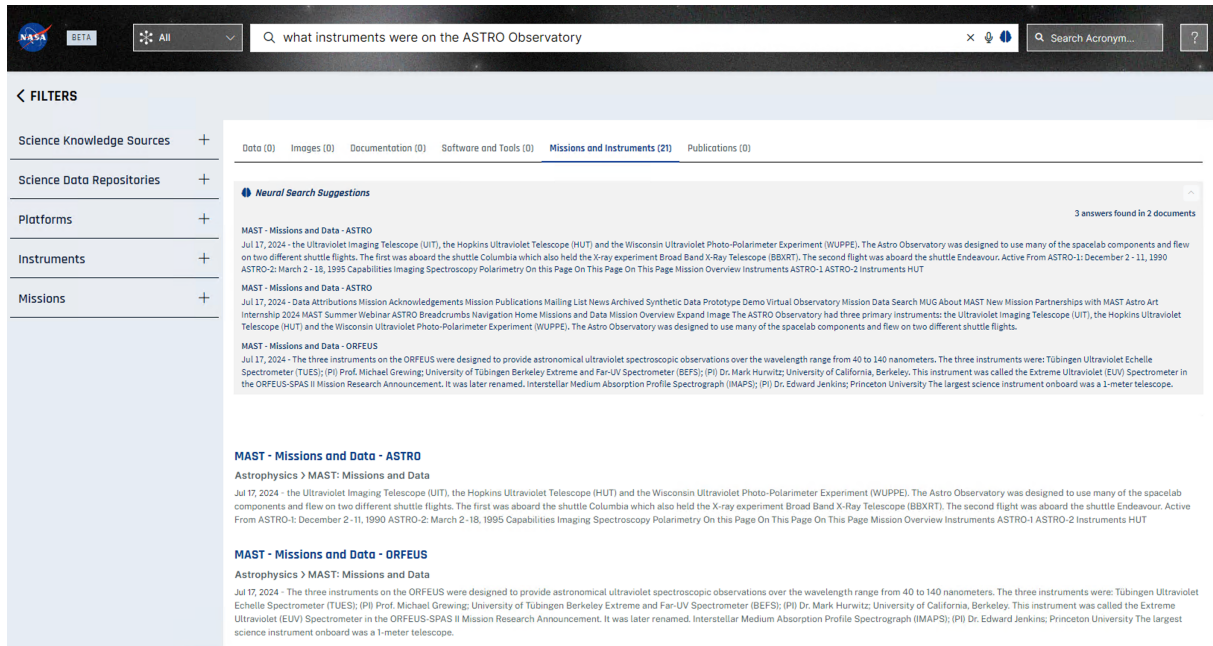 NASA
BETA
All
what instruments were on the ASTRO Observatory
Search Acronym...
?
FILTERS
Science Knowledge Sources
Science Data Repositories
Platforms
Instruments
Missions
Data (0) Images (0) Documentation (0) Software and Tools (0) Missions and Instruments (21) Publications (0)
Neural Search Suggestions
3 answers found in 2 documents
MAST - Missions and Data - ASTRO
Jul 17, 2024 - the Ultraviolet Imaging Telescope (UIT), the Hopkins Ultraviolet Telescope (HUT) and the Wisconsin Ultraviolet Photo-Polarimeter Experiment (WUPPE). The Astro Observatory was designed to use many of the spacelab components and flew
on two different shuttle flights. The first was aboard the shuttle Columbia which also held the X-ray experiment Broad Band X-Ray Telescope (BBXRT). The second flight was aboard the shuttle Endeavour. Active From ASTRO-1: December 2 - 11, 1990
ASTRO-2: March 2 - 18, 1995 Capabilities Imaging Spectroscopy Polarimetry On this Page On This Page On This Page Mission Overview Instruments ASTRO-1 ASTRO-2 Instruments HUT
MAST - Missions and Data - ASTRO
Jul 17, 2024 - Data Attributions Mission Acknowledgements Mission Publications Mailing List News Archived Synthetic Data Prototype Demo Virtual Observatory Mission Data Search MUG About MAST New Mission Partnerships with MAST Astro Art
Internship 2024 MAST Summer Webinar ASTRO Breadcrumbs Navigation Home Missions and Data Mission Overview Expand Image The ASTRO Observatory had three primary instruments: the Ultraviolet Imaging Telescope (UIT), the Hopkins Ultraviolet
Telescope (HUT) and the Wisconsin Ultraviolet Photo-Polarimeter Experiment (WUPPE). The Astro Observatory was designed to use many of the spacelab components and flew on two different shuttle flights.
MAST - Missions and Data - ORFEUS
Jul 17, 2024 - The three instruments on the ORFEUS were designed to provide astronomical ultraviolet spectroscopic observations over the wavelength range from 40 to 140 nanometers. The three instruments were: Tübingen Ultraviolet Echelle
Spectrometer (TUES); (PI) Prof. Michael Grewing; University of Tübingen Berkeley Extreme and Far-UV Spectrometer (BEFS); (PI) Dr. Mark Hurwitz; University of California, Berkeley. This instrument was called the Extreme Ultraviolet (EUV) Spectrometer in
the ORFEUS-SPAS II Mission Research Announcement. It was later renamed. Interstellar Medium Absorption Profile Spectrograph (IMAPS); (PI) Dr. Edward Jenkins; Princeton University The largest science instrument onboard was a 1-meter telescope.
MAST - Missions and Data - ASTRO
Astrophysics > MAST: Missions and Data
Jul 17, 2024 - the Ultraviolet Imaging Telescope (UIT), the Hopkins Ultraviolet Telescope (HUT) and the Wisconsin Ultraviolet Photo-Polarimeter Experiment (WUPPE). The Astro Observatory was designed to use many of the spacelab
components and flew on two different shuttle flights. The first was aboard the shuttle Columbia which also held the X-ray experiment Broad Band X-Ray Telescope (BBXRT). The second flight was aboard the shuttle Endeavour. Active
From ASTRO-1: December 2 - 11, 1990 ASTRO-2: March 2 - 18, 1995 Capabilities Imaging Spectroscopy Polarimetry On this Page On This Page On This Page Mission Overview Instruments ASTRO-1 ASTRO-2 Instruments HUT
MAST - Missions and Data - ORFEUS
Astrophysics > MAST: Missions and Data
Jul 17, 2024 - The three instruments on the ORFEUS were designed to provide astronomical ultraviolet spectroscopic observations over the wavelength range from 40 to 140 nanometers. The three instruments were: Tübingen Ultraviolet
Echelle Spectrometer (TUES); (PI) Prof. Michael Grewing; University of Tübingen Berkeley Extreme and Far-UV Spectrometer (BEFS); (PI) Dr. Mark Hurwitz; University of California, Berkeley. This instrument was called the Extreme
Ultraviolet (EUV) Spectrometer in the ORFEUS-SPAS II Mission Research Announcement. It was later renamed. Interstellar Medium Absorption Profile Spectrograph (IMAPS); (PI) Dr. Edward Jenkins; Princeton University The largest
science instrument onboard was a 1-meter telescope.